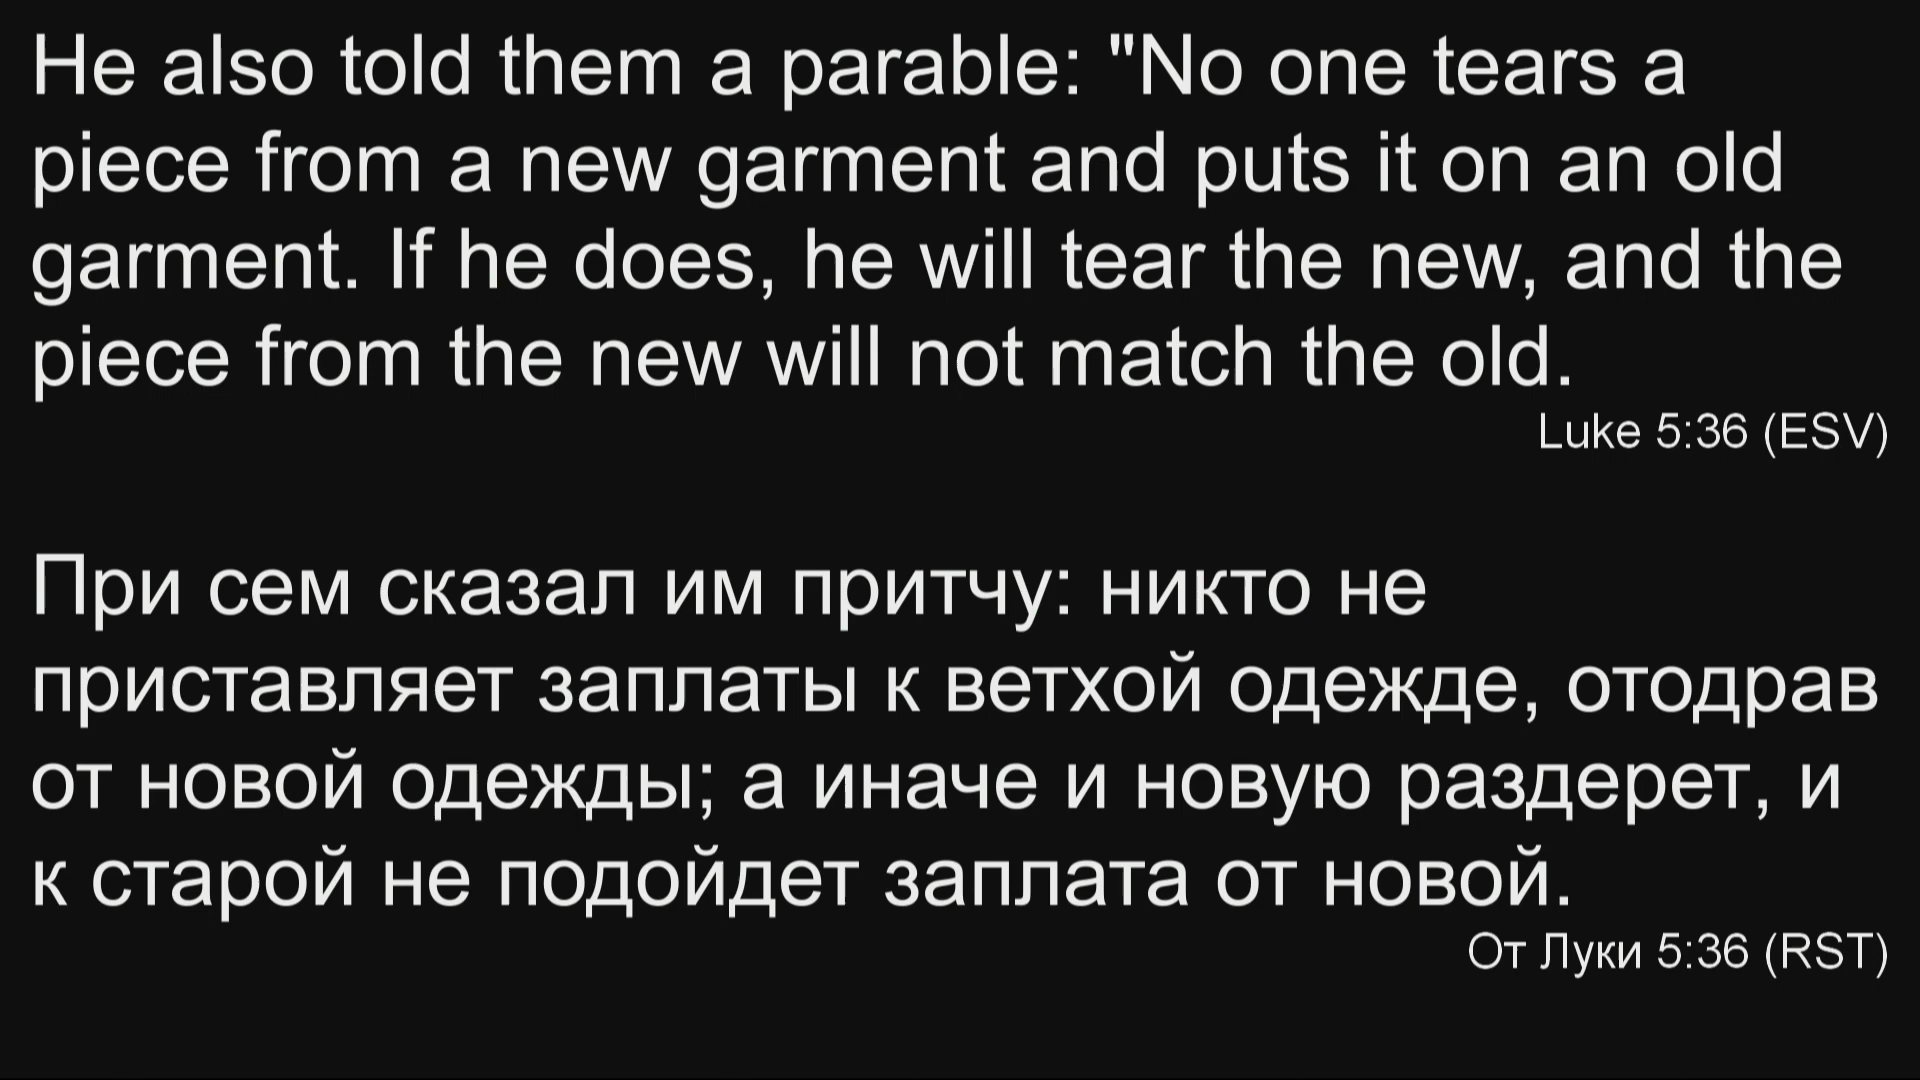 He also told them a parable: "No one tears a
piece from a new garment and puts it on an old
garment. If he does, he will tear the new, and the
piece from the new will not match the old.
Luke 5:36 (ESV)
При сем сказал им притчу: никто не
приставляет заплаты к ветхой одежде, отодрав
от новой одежды; а иначе и новую раздерет, и
к старой не подойдет заплата от новой.
От Луки 5:36 (RST)